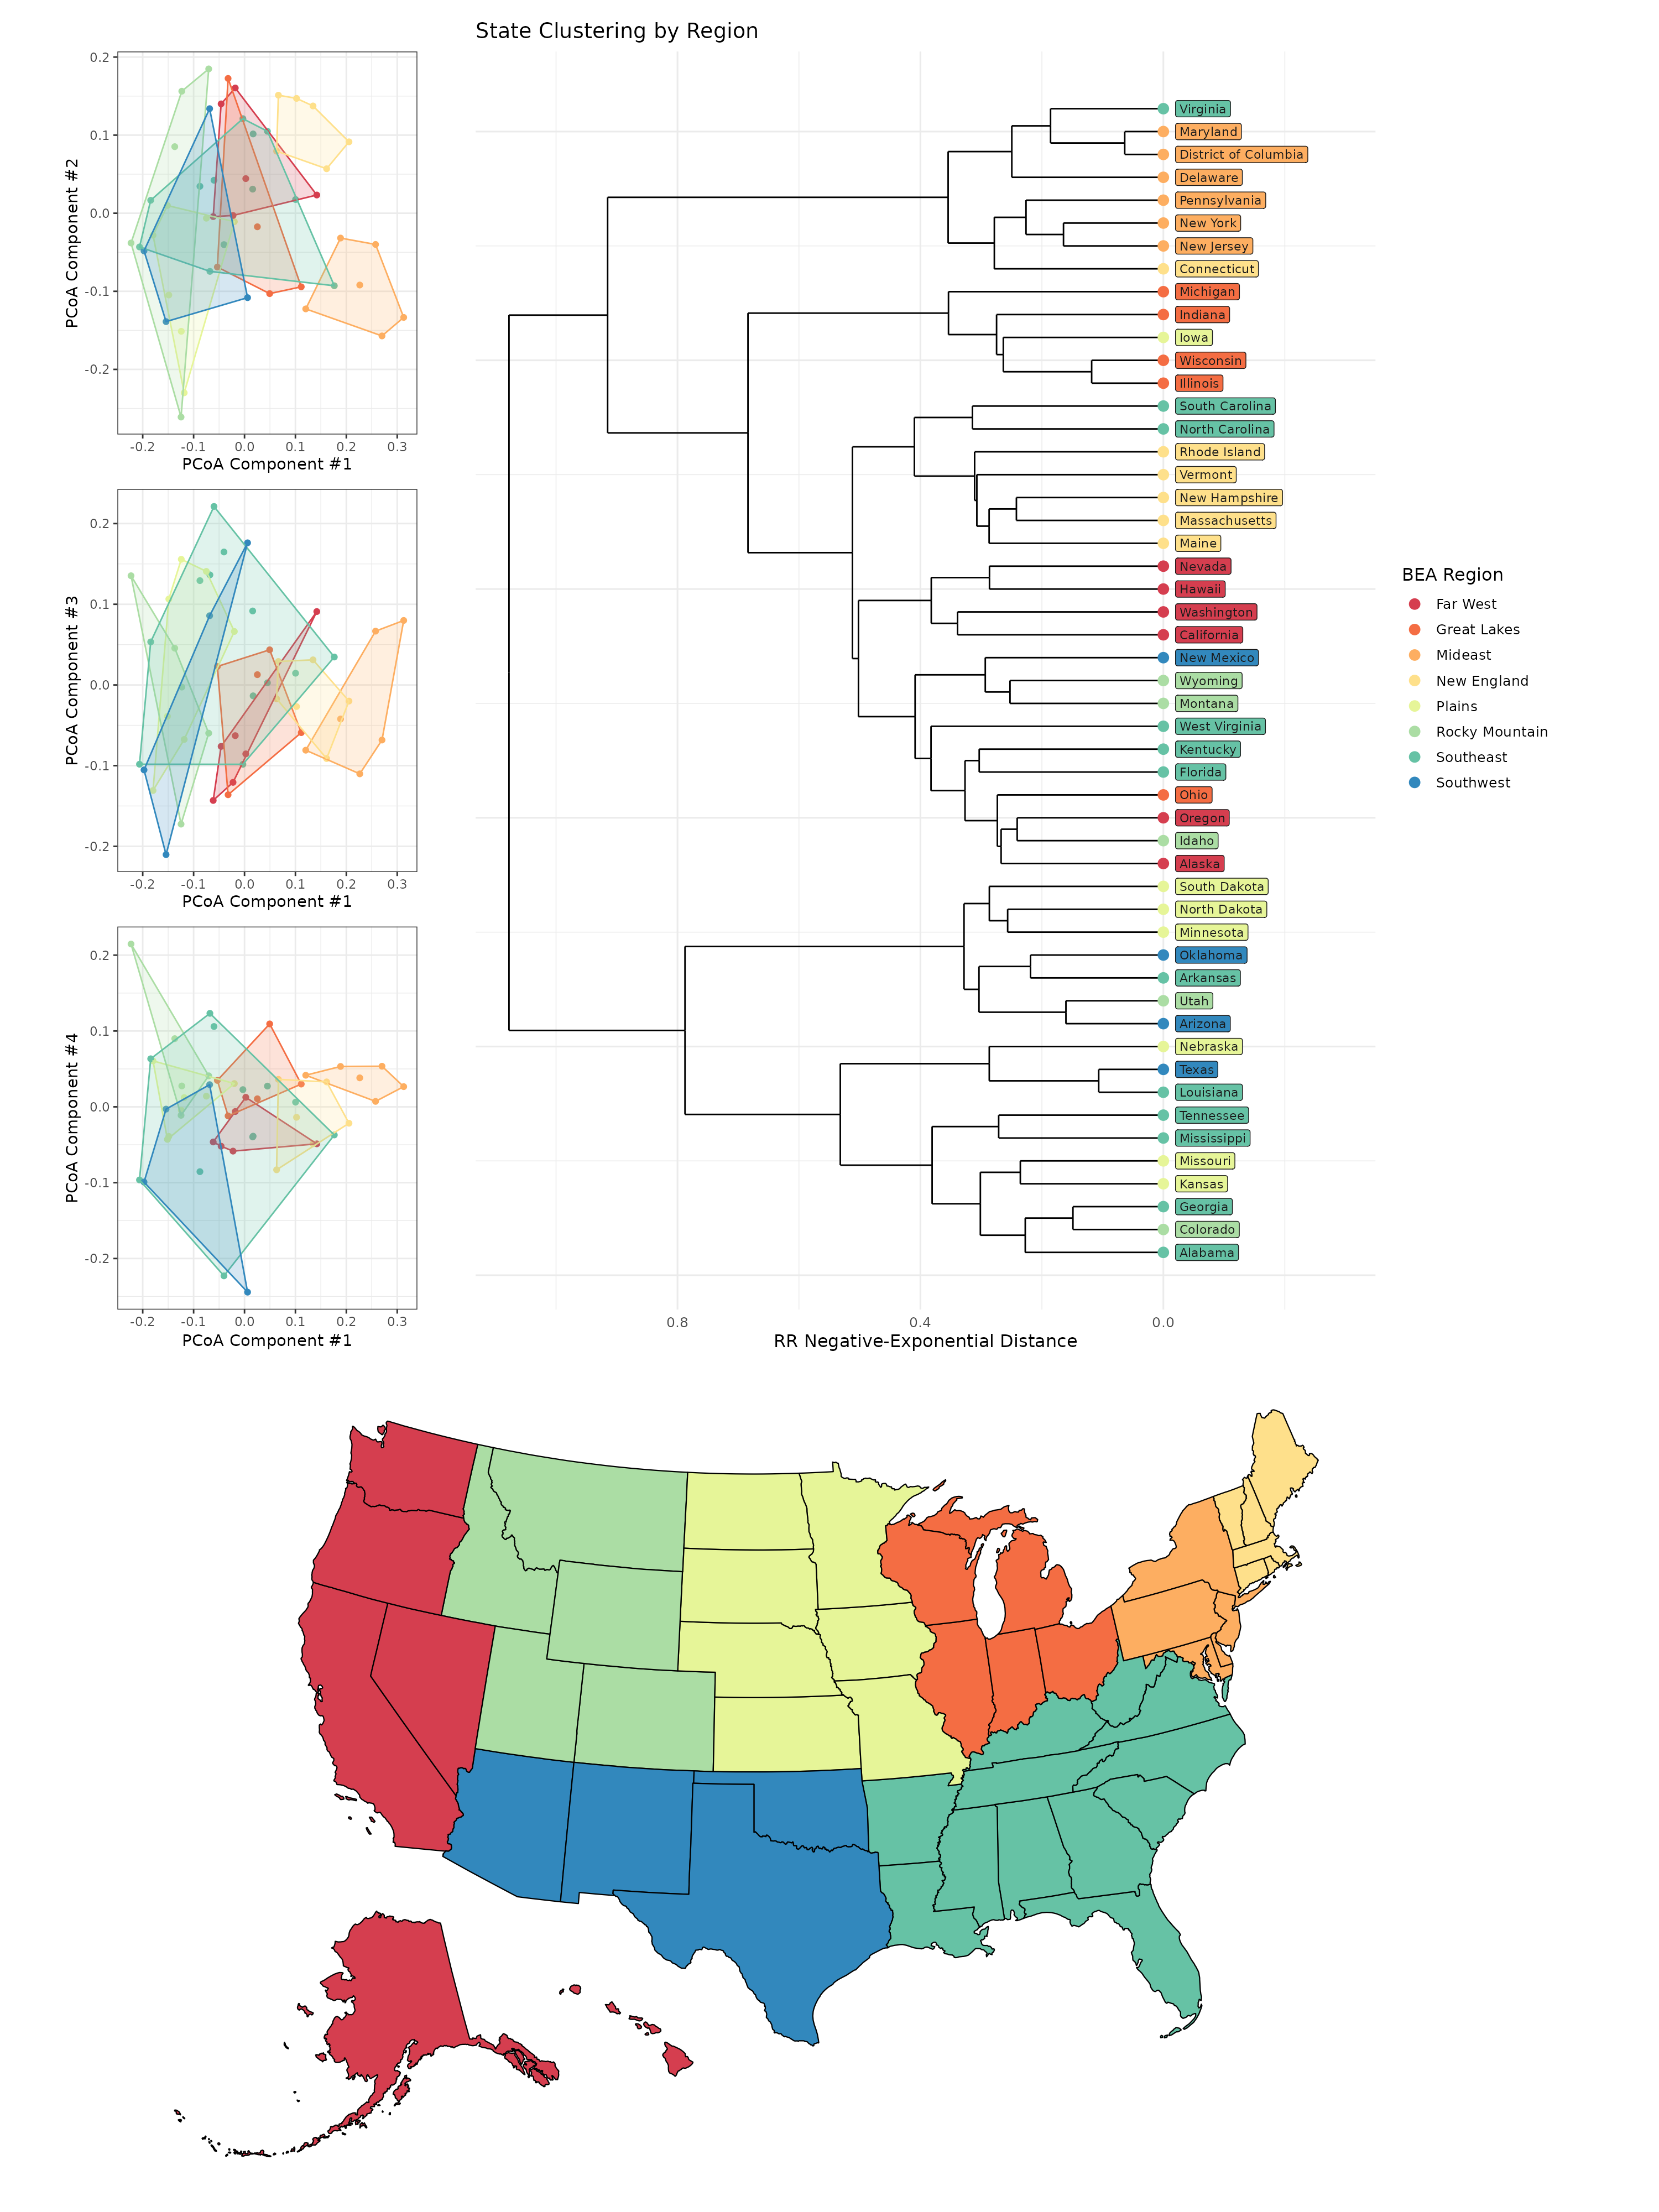 State Clustering by Region
0.2
0.1
0.0
-0.1
-0.2
PCoA Component #2
-0.2
-0.1
0.0
0.1
0.2
0.3
PCoA Component #1
0.2
0.1
0.0
-0.1
-0.2
PCoA Component #3
-0.2
-0.1
0.0
0.1
0.2
0.3
PCoA Component #1
0.2
0.1
0.0
-0.1
-0.2
PCoA Component #4
-0.2
-0.1
0.0
0.1
0.2
0.3
PCoA Component #1
Virginia
Maryland
District of Columbia
Delaware
Pennsylvania
New York
New Jersey
Connecticut
Michigan
Indiana
Iowa
Wisconsin
Illinois
South Carolina
North Carolina
Rhode Island
Vermont
New Hampshire
Massachusetts
Maine
Nevada
Hawaii
Washington
California
New Mexico
Wyoming
Montana
West Virginia
Kentucky
Florida
Ohio
Oregon
Idaho
Alaska
South Dakota
North Dakota
Minnesota
Oklahoma
Arkansas
Utah
Arizona
Nebraska
Texas
Louisiana
Tennessee
Mississippi
Missouri
Kansas
Georgia
Colorado
Alabama
0.8
0.4
0.0
RR Negative-Exponential Distance
BEA Region
Far West
Great Lakes
Mideast
New England
Plains
Rocky Mountain
Southeast
Southwest